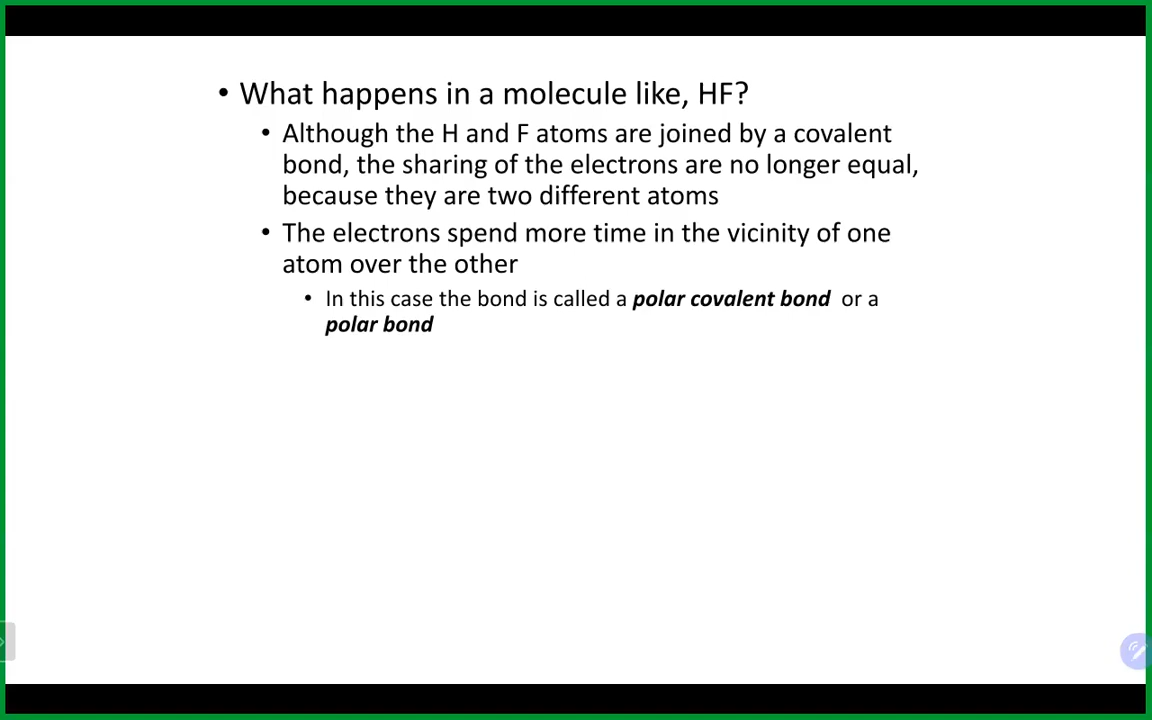 • What happens in a molecule like, HF?
• Although the H and F atoms are joined by a covalent
bond, the sharing of the electrons are no longer equal,
because they are two different atoms
• The electrons spend more time in the vicinity of one
atom over the other
• In this case the bond is called a polar covalent bond or a
polar bond